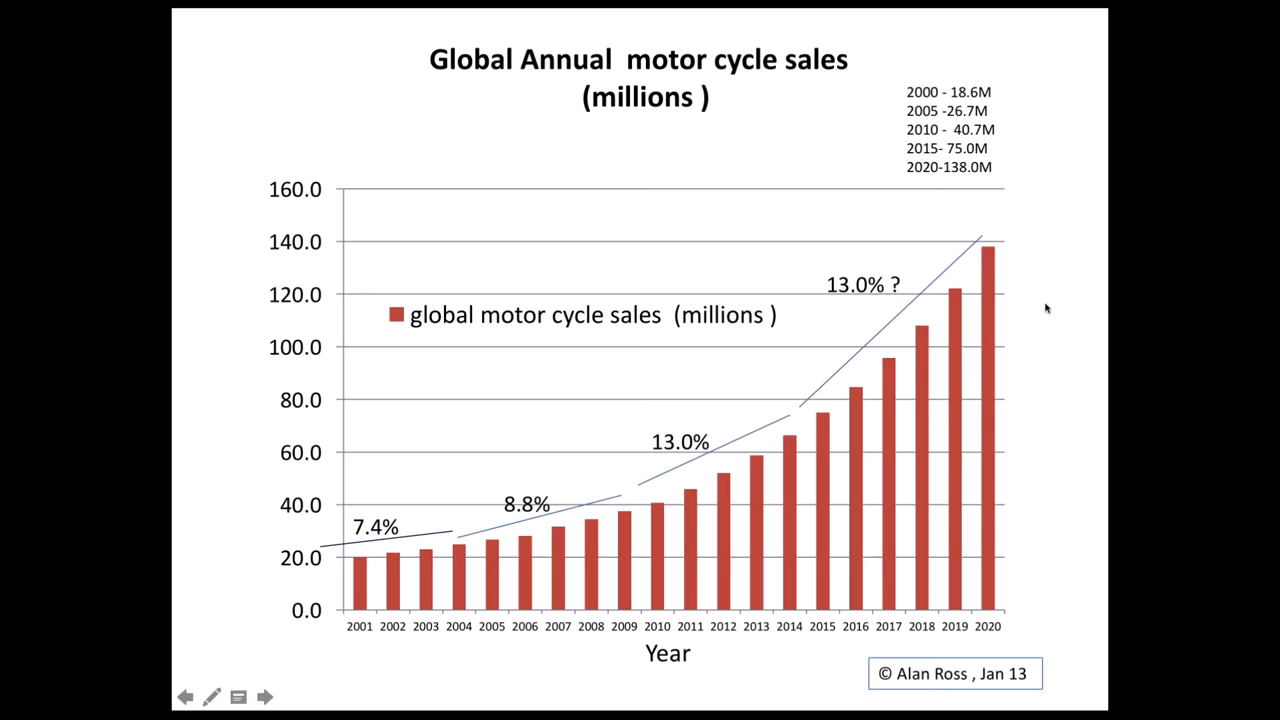 Global Annual  motor cycle sales
(millions )
2000 - 18.6M
2005 -26.7M
2010 -  40.7M
2015- 75.0M
2020-138.0M
160.0
140.0
13.0% ?
120.0
global motor cycle sales  (millions )
100.0
80.0
13.0%
60.0
8.8%
40.0
7.4%
20.0
0.0
2001 2002 2003 2004 2005 2006 2007 2008 2009 2010 2011 2012 2013 2014 2015 2016 2017 2018 2019 2020
Year
© Alan Ross , Jan 13